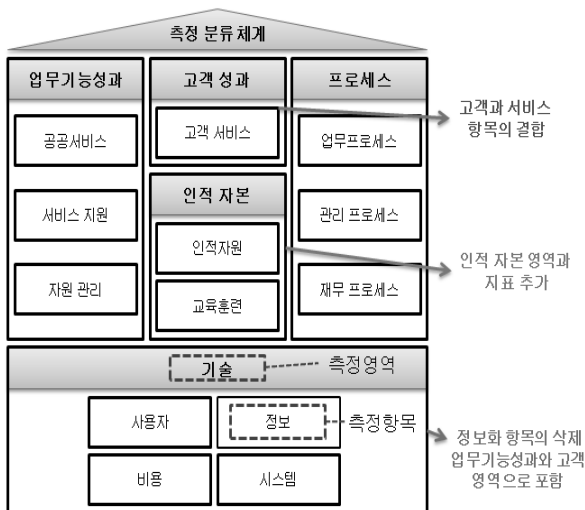 측정 분류 체계
업무기능성과
공공서비스
서비스 지원
자원 관리
고객 성과
고객 서비스
인적 자본
인적자원
교육훈련
프로세스
업무프로세스
관리 프로세스
재무 프로세스
고객과 서비스
항목의 결합
인적 자본 영역과
지표 추가
기술
측정영역
사용자
정보
측정항목
비용
시스템
정보화 항목의 삭제
업무기능성과와 고객
영역으로 포함